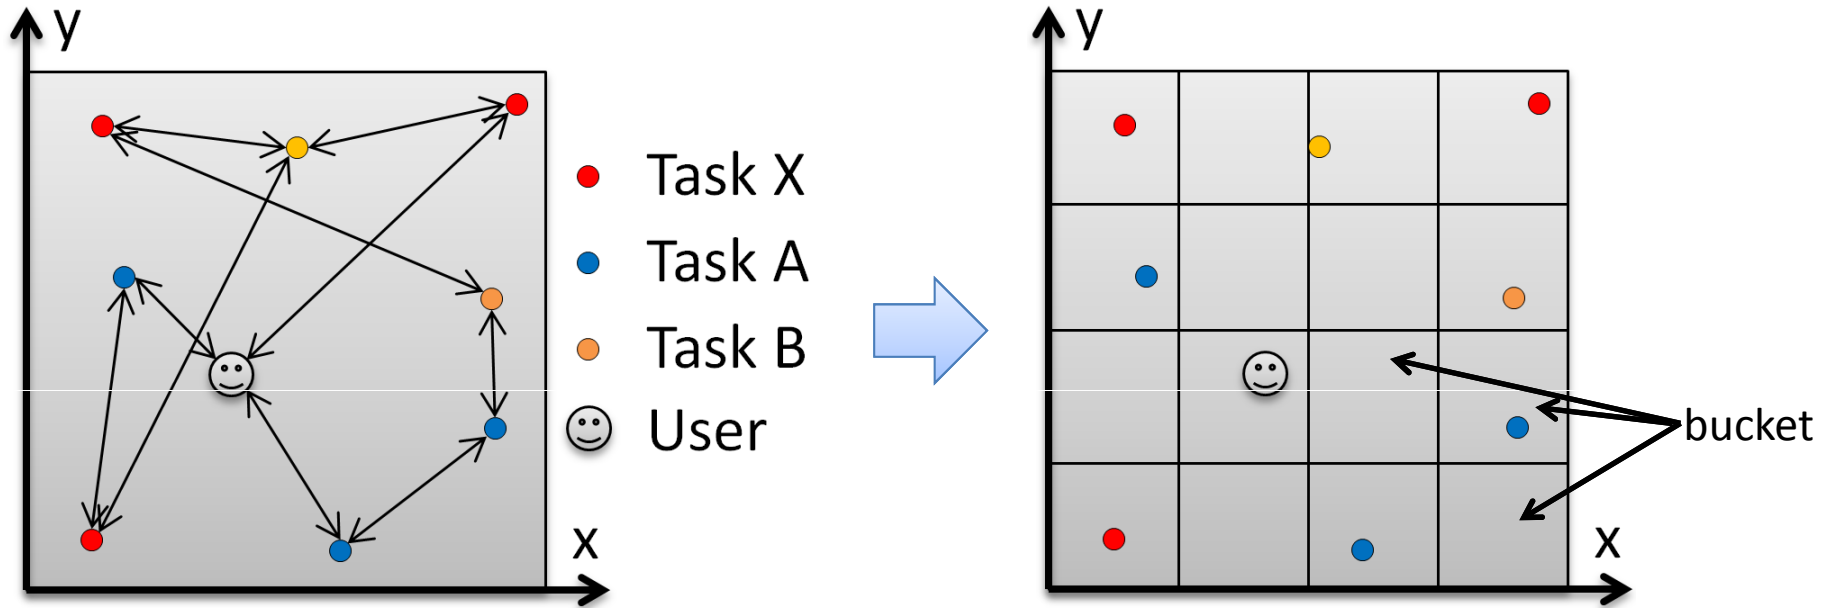 y
Task X
Task A
Task B
User
x
y
bucket
x